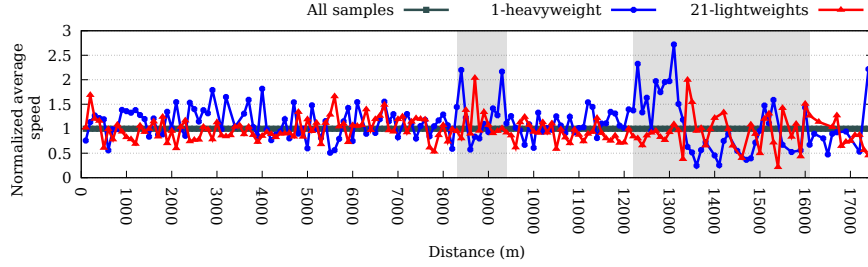 All samples 1-heavyweight 21-lightweights
Normalized average
speed
3
2.5
2
1.5
1
0.5
0
0 1000 2000 3000 4000 5000 6000 7000 8000 9000 10000 11000 12000 13000 14000 15000 16000 17000
Distance (m)